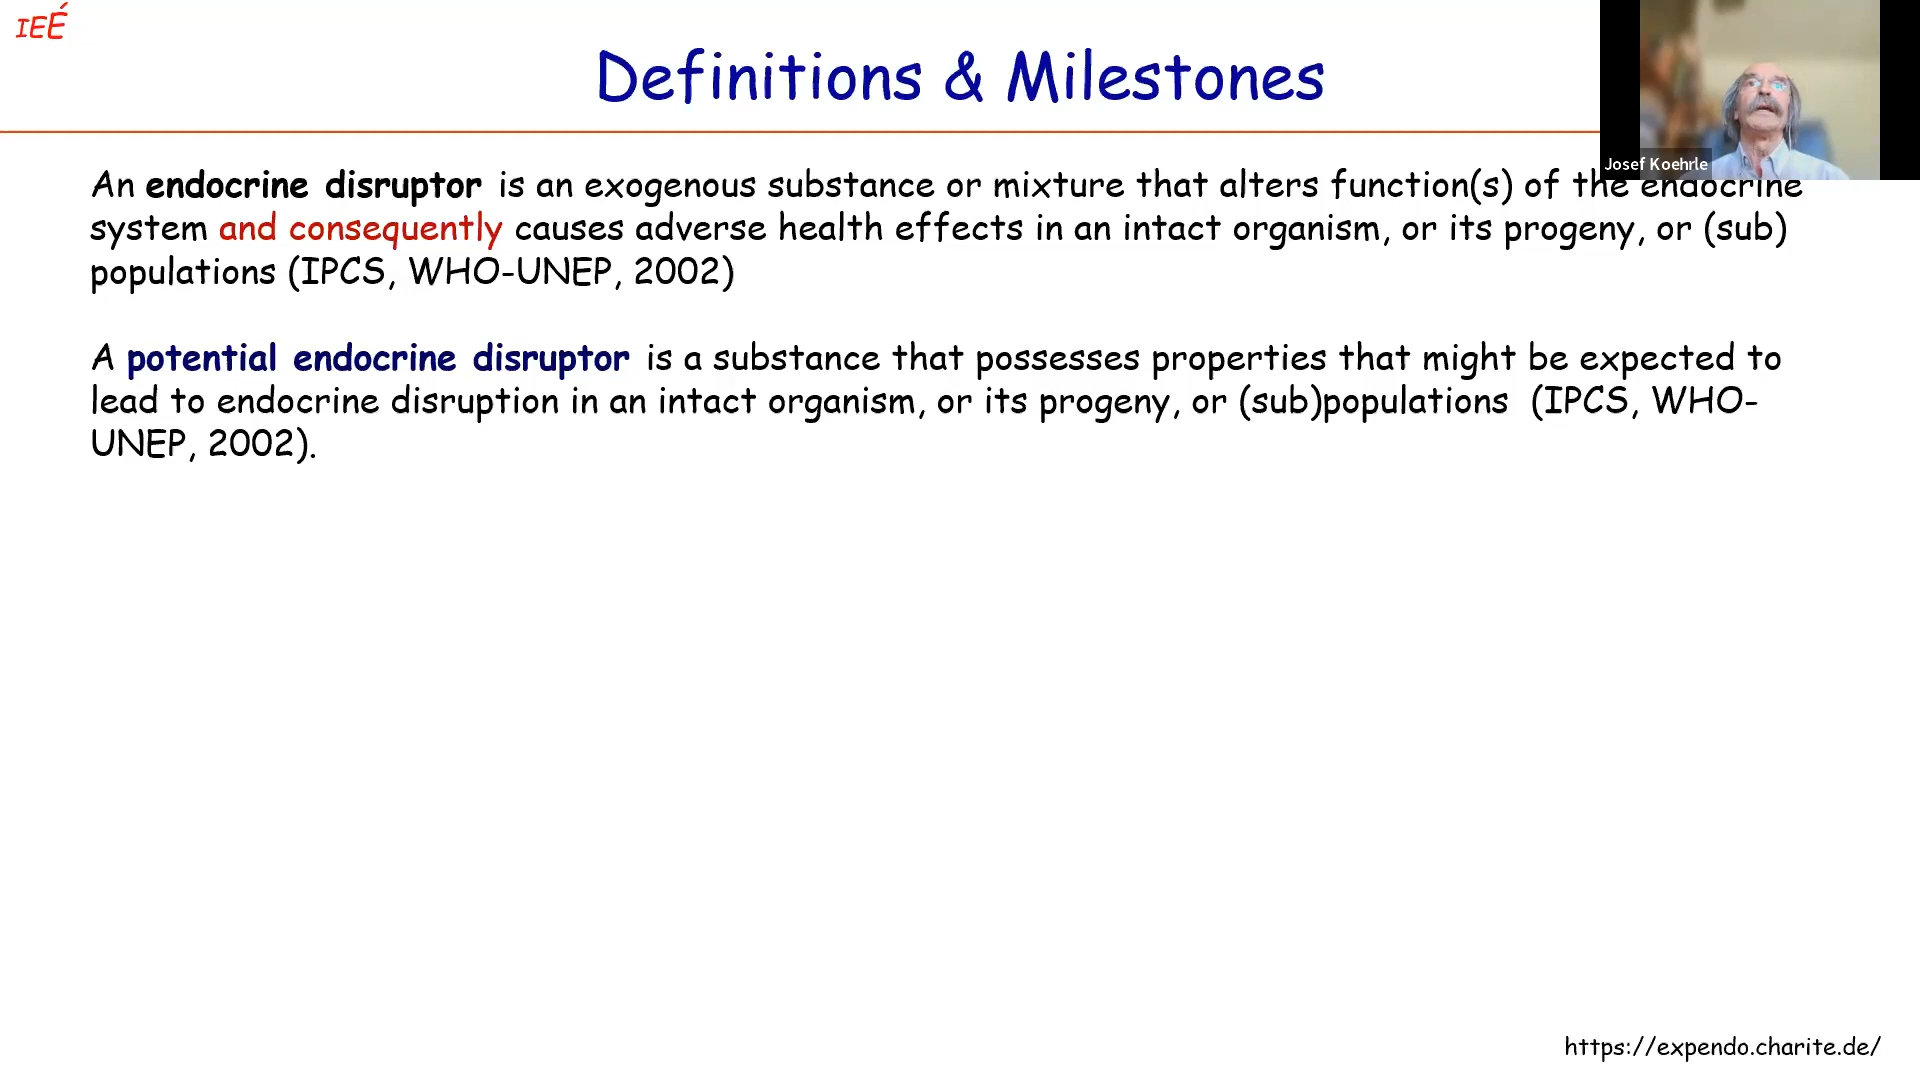 IEÉ
Definitions & Milestones
Josef Koehrle
An endocrine disruptor is an exogenous substance or mixture that alters function(s) of the endocrine
system and consequently causes adverse health effects in an intact organism, or its progeny, or (sub)
populations (IPCS, WHO-UNEP, 2002)
A potential endocrine disruptor is a substance that possesses properties that might be expected to
lead to endocrine disruption in an intact organism, or its progeny, or (sub)populations (IPCS, WHO-
UNEP, 2002).
https://expendo.charite.de/